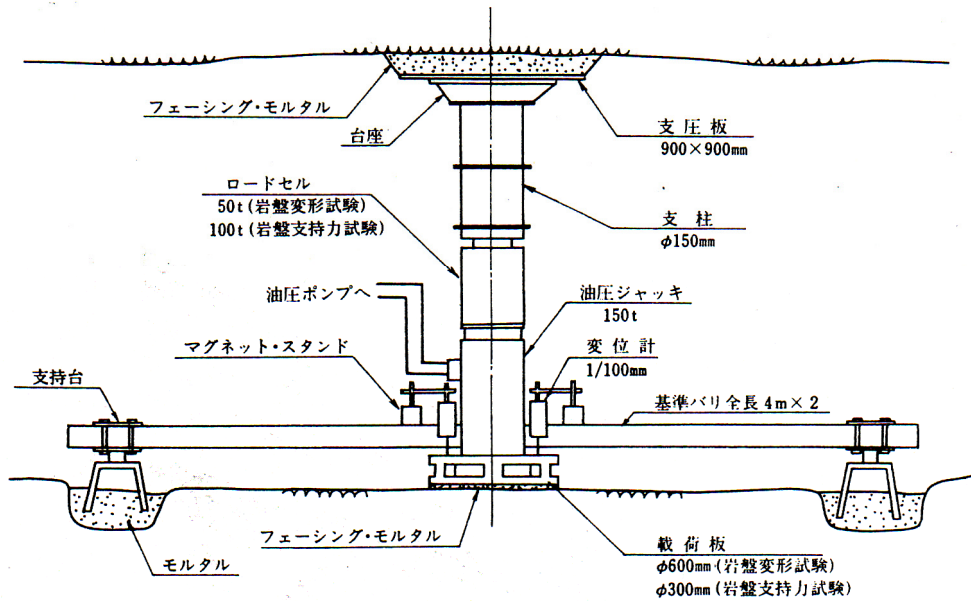 フェーシング・モルタル
台座
支圧板
900×900mm
ロードセル
50t(岩盤変形試験)
100t(岩盤支持力試験)
支柱
φ150mm
油圧ポンプへ
油圧ジャッキ
150t
マグネット・スタンド
変位計
1/100mm
支持台
基準バリ全長4m×2
フェーシング・モルタル
モルタル
載荷板
φ600mm(岩盤変形試験)
φ300mm(岩盤支持力試験)